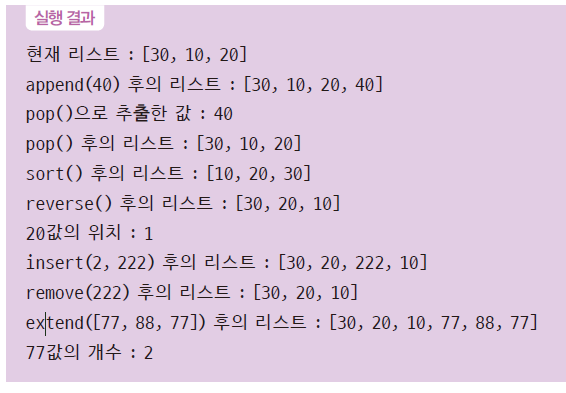 실행 결과
현재 리스트 : [30, 10, 20]
append(40) 후의 리스트 : [30, 10, 20, 40]
pop()으로 추출한 값 : 40
pop() 후의 리스트 : [30, 10, 20]
sort() 후의 리스트 : [10, 20, 30]
reverse() 후의 리스트 : [30, 20, 10]
20값의 위치 : 1
insert(2, 222) 후의 리스트 : [30, 20, 222, 10]
remove(222) 후의 리스트 : [30, 20, 10]
extend([77, 88, 77]) 후의 리스트 : [30, 20, 10, 77, 88, 77]
77값의 개수 : 2